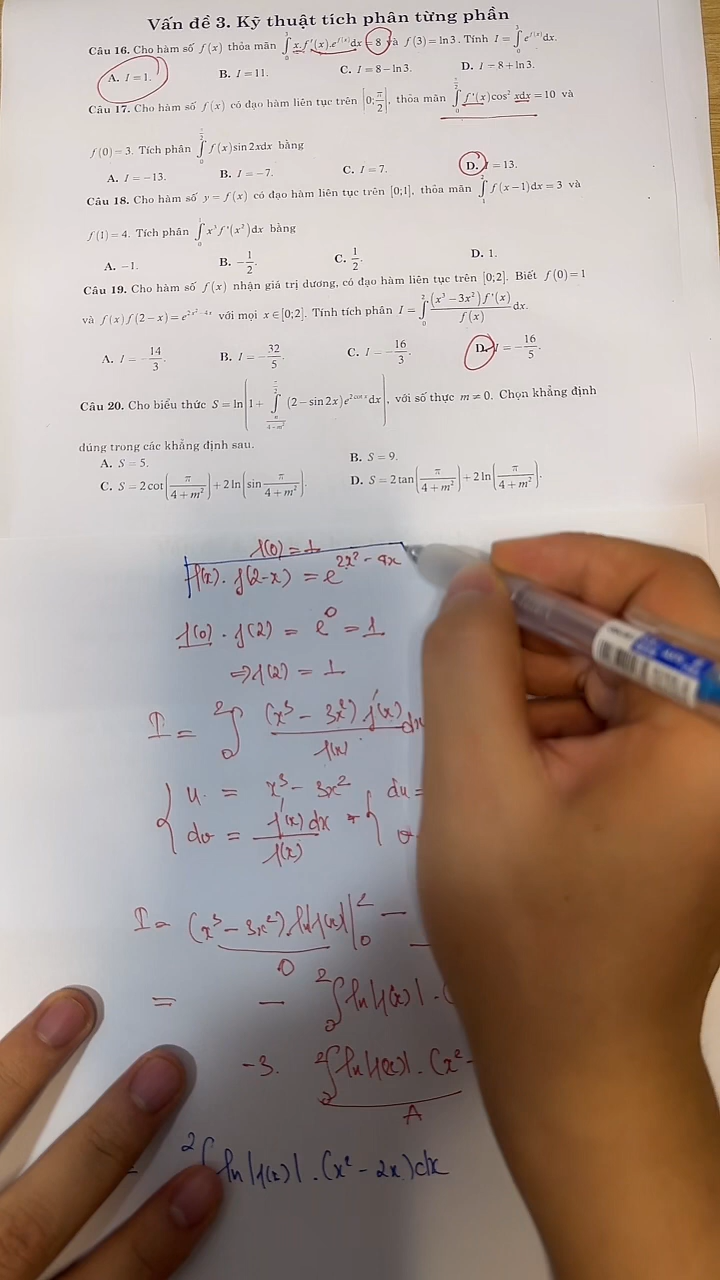 Vấn đề 3. Kỹ thuật tích phân từng phần
Câu 16. Cho hàm số f(x) thỏa mãn ∫₀³ x.f'(x).e^{f(x)}dx = 8 và f(3) = ln3. Tính I = ∫₀³ e^{f(x)}dx.
A. I = 1. B. I = 11. C. I = 8 − ln3. D. I = 8 + ln3.
Câu 17. Cho hàm số f(x) có đạo hàm liên tục trên [0; π/2], thỏa mãn ∫₀^{π/2} f'(x)cos² xdx = 10 và
f(0) = 3. Tích phân ∫₀^{π/2} f(x)sin2xdx bằng
A. I = −13. B. I = −7. C. I = 7. D. I = 13.
Câu 18. Cho hàm số y = f(x) có đạo hàm liên tục trên [0;1], thỏa mãn ∫₁² f(x−1)dx = 3 và
f(1) = 4. Tích phân ∫₀¹ x³f'(x²)dx bằng
A. −1. B. −1/2. C. 1/2. D. 1.
Câu 19. Cho hàm số f(x) nhận giá trị dương, có đạo hàm liên tục trên [0;2]. Biết f(0) = 1
và f(x)f(2−x) = e^{2x²−4x} với mọi x ∈ [0;2]. Tính tích phân I = ∫₀² (x³−3x²)f'(x)/f(x) dx.
A. I = −14/3. B. I = −32/5. C. I = −16/3. D. I = −16/5.
Câu 20. Cho biểu thức S = ln(1 + ∫_{π/(4+m²)}^{π/2} (2−sin2x)e^{2cotx}dx), với số thực m ≠ 0. Chọn khẳng định
đúng trong các khẳng định sau.
A. S = 5. B. S = 9.
C. S = 2cot(π/(4+m²)) + 2ln(sin π/(4+m²)). D. S = 2tan(π/(4+m²)) + 2ln(π/(4+m²)).
f(0) = 1
f(x). f(2-x) = e^{2x² - 4x}
f(0). f(2) = e⁰ = 1
⇒ f(2) = 1
I = ∫₀² (x³ - 3x²) f'(x)/f(x) dx
u = x³ - 3x² du =
dv = f'(x)dx/f(x)
I = (x³-3x²).ln|f(x)| |₀² −
0
= − ∫₀² ln|f(x)|.
-3. ∫₀² ln|f(x)|. (x²-
A
∫² ln|f(x)|. (x² - 2x)dx